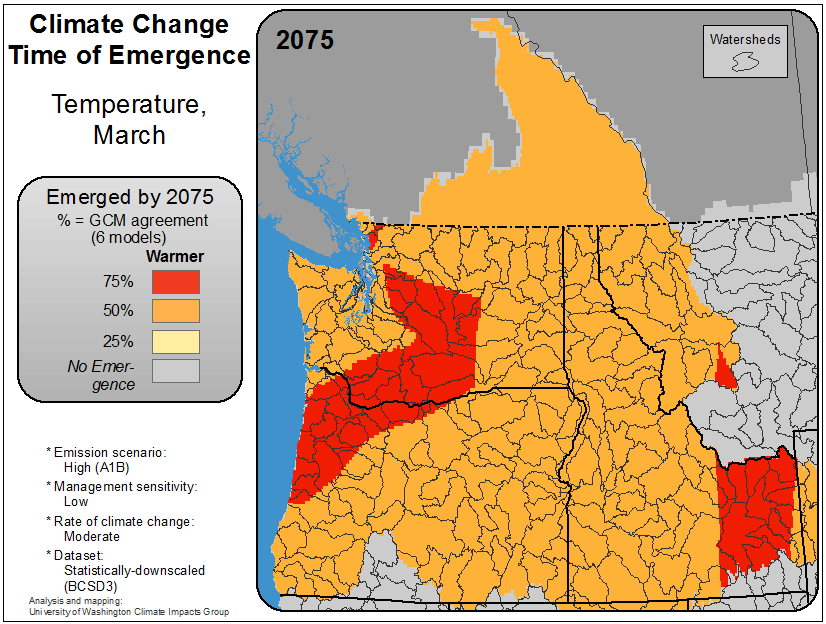 Climate Change
Time of Emergence
Temperature,
March
Emerged by 2075
% = GCM agreement
(6 models)
Warmer
75%
50%
25%
No Emer-
gence
* Emission scenario:
High (A1B)
* Management sensitivity:
Low
* Rate of climate change:
Moderate
* Dataset:
Statistically-downscaled
(BCSD3)
Analysis and mapping:
University of Washington Climate Impacts Group
2075
Watersheds